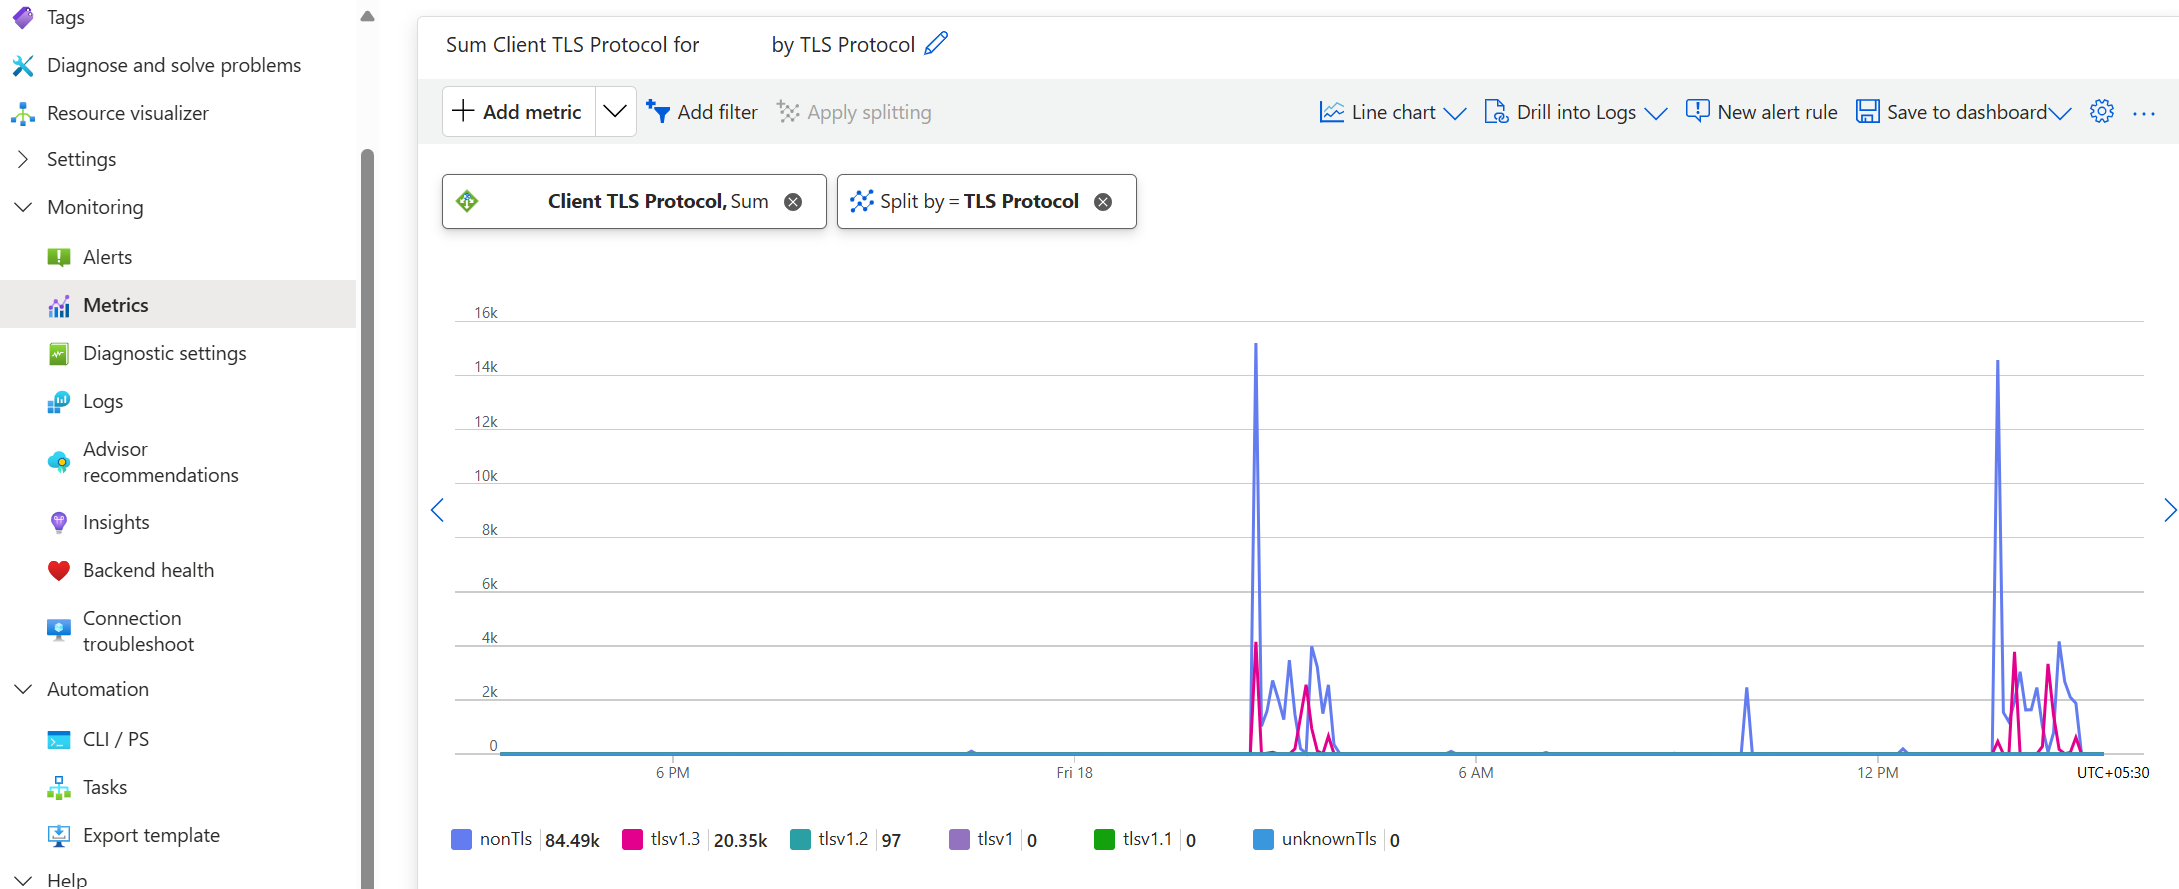 Tags
Diagnose and solve problems
Resource visualizer
Settings
Monitoring
Alerts
Metrics
Diagnostic settings
Logs
Advisor
recommendations
Insights
Backend health
Connection
troubleshoot
Automation
CLI / PS
Tasks
Export template
Help
Sum Client TLS Protocol for by TLS Protocol
Add metric Add filter Apply splitting Line chart Drill into Logs New alert rule Save to dashboard
Client TLS Protocol, Sum Split by = TLS Protocol
16k
14k
12k
10k
8k
6k
4k
2k
0
6 PM Fri 18 6 AM 12 PM UTC+05:30
nonTls 84.49k tlsv1.3 20.35k tlsv1.2 97 tlsv1 0 tlsv1.1 0 unknownTls 0